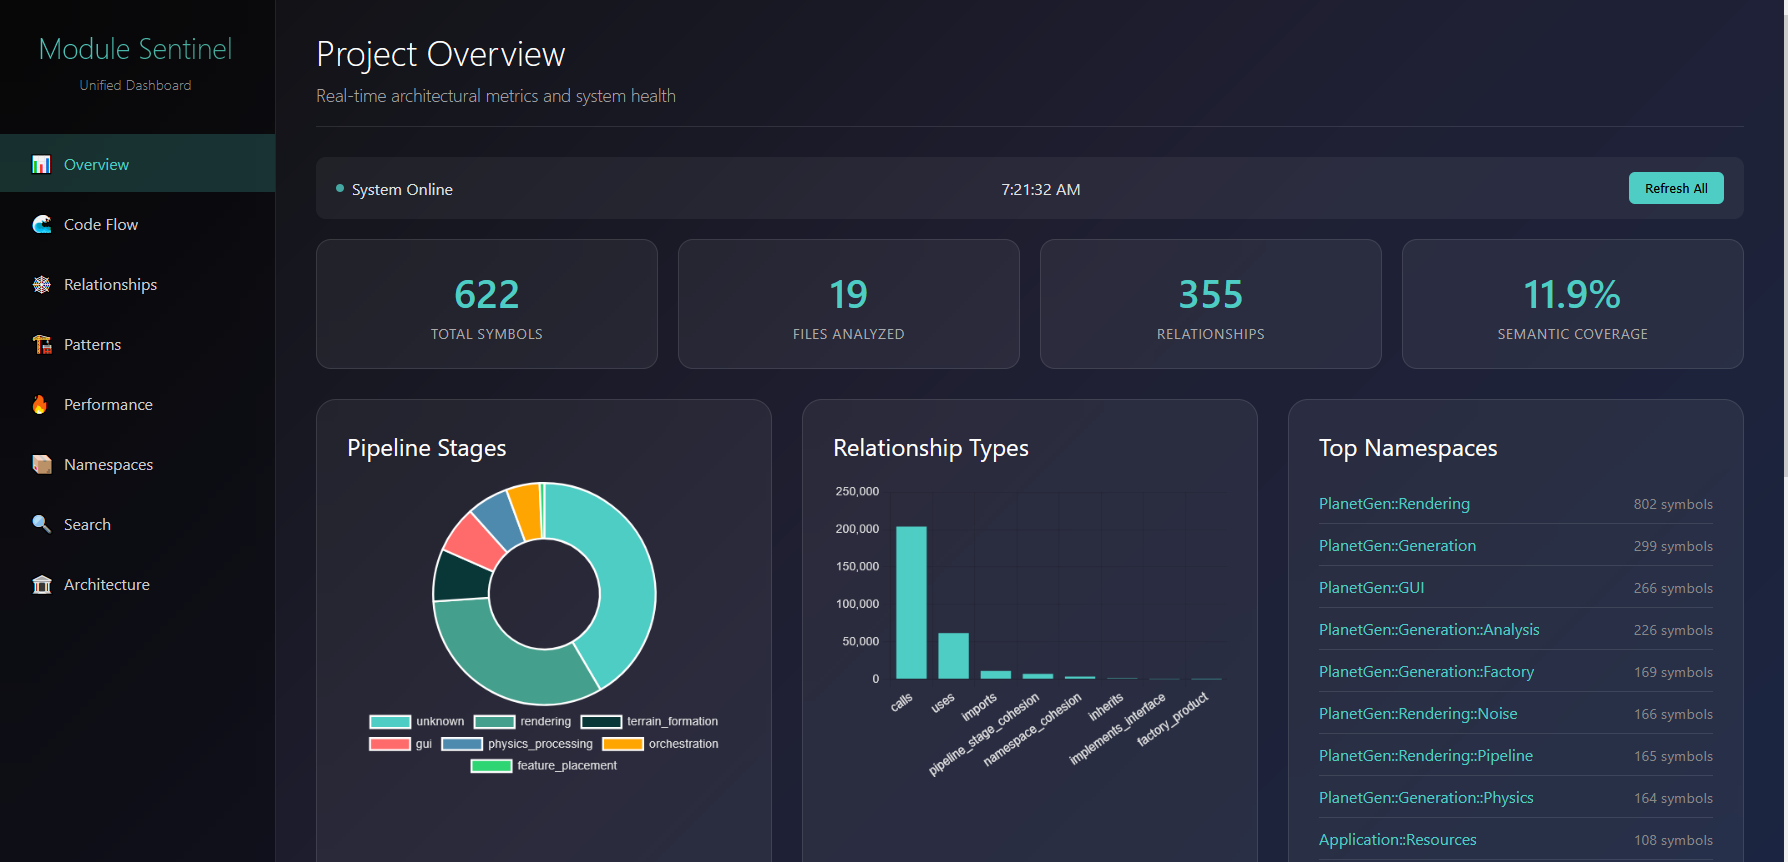 Module Sentinel
Unified Dashboard
Overview
Code Flow
Relationships
Patterns
Performance
Namespaces
Search
Architecture
Project Overview
Real-time architectural metrics and system health
System Online
7:21:32 AM
Refresh All
622
TOTAL SYMBOLS
19
FILES ANALYZED
355
RELATIONSHIPS
11.9%
SEMANTIC COVERAGE
Pipeline Stages
unknown rendering terrain_formation
gui physics_processing orchestration
feature_placement
Relationship Types
250,000
200,000
150,000
100,000
50,000
0
calls
uses
imports
pipeline_stage_cohesion
namespace_cohesion
inherits
implements_interface
factory_product
Top Namespaces
PlanetGen::Rendering 802 symbols
PlanetGen::Generation 299 symbols
PlanetGen::GUI 266 symbols
PlanetGen::Generation::Analysis 226 symbols
PlanetGen::Generation::Factory 169 symbols
PlanetGen::Rendering::Noise 166 symbols
PlanetGen::Rendering::Pipeline 165 symbols
PlanetGen::Generation::Physics 164 symbols
Application::Resources 108 symbols